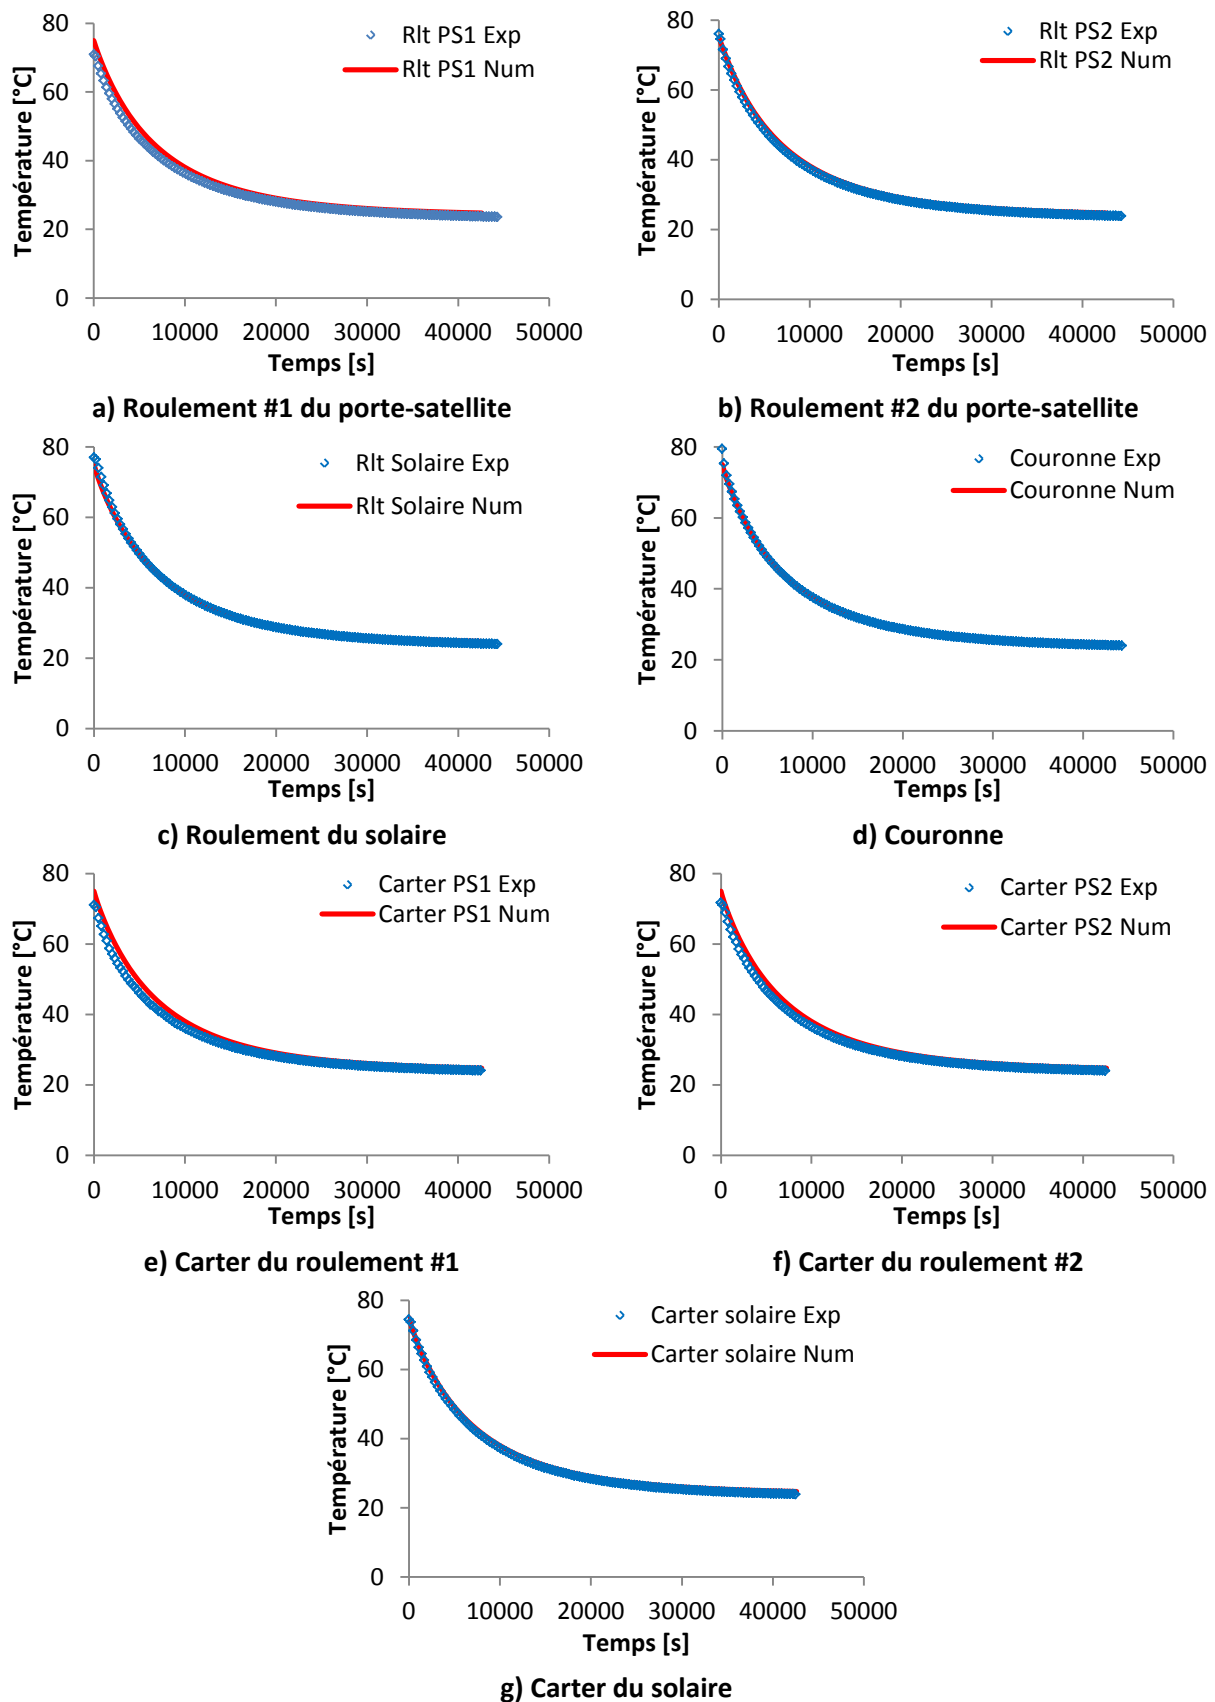 Rlt PS1 Exp
Rlt PS1 Num
Température [°C]
80
60
40
20
0
0 10000 20000 30000 40000 50000
Temps [s]
a) Roulement #1 du porte-satellite
Rlt PS2 Exp
Rlt PS2 Num
Température [°C]
80
60
40
20
0
0 10000 20000 30000 40000 50000
Temps [s]
b) Roulement #2 du porte-satellite
Rlt Solaire Exp
Rlt Solaire Num
Température [°C]
80
60
40
20
0
0 10000 20000 30000 40000 50000
Temps [s]
c) Roulement du solaire
Couronne Exp
Couronne Num
Température [°C]
80
60
40
20
0
0 10000 20000 30000 40000 50000
Temps [s]
d) Couronne
Carter PS1 Exp
Carter PS1 Num
Température [°C]
80
60
40
20
0
0 10000 20000 30000 40000 50000
Temps [s]
e) Carter du roulement #1
Carter PS2 Exp
Carter PS2 Num
Température [°C]
80
60
40
20
0
0 10000 20000 30000 40000 50000
Temps [s]
f) Carter du roulement #2
Carter solaire Exp
Carter solaire Num
Température [°C]
80
60
40
20
0
0 10000 20000 30000 40000 50000
Temps [s]
g) Carter du solaire